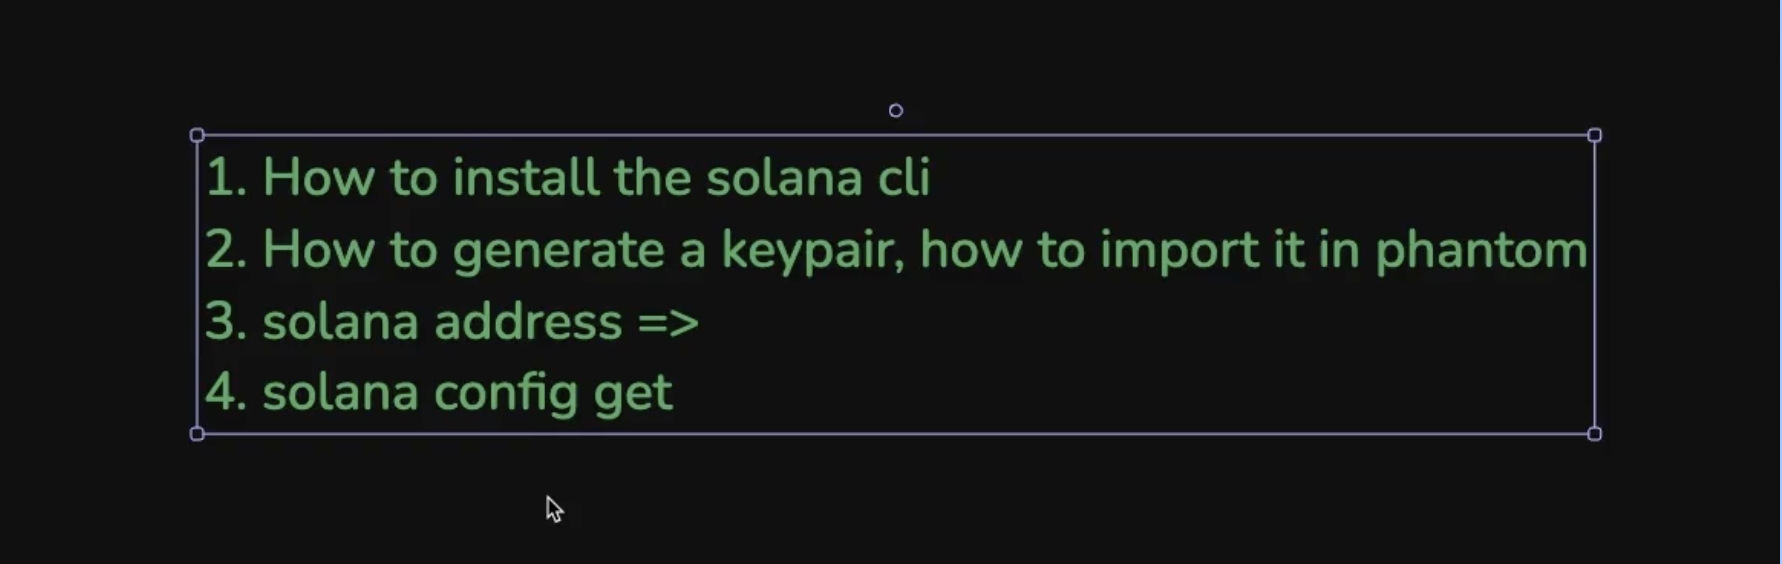 1. How to install the solana cli
2. How to generate a keypair, how to import it in phantom
3. solana address =>
4. solana config get